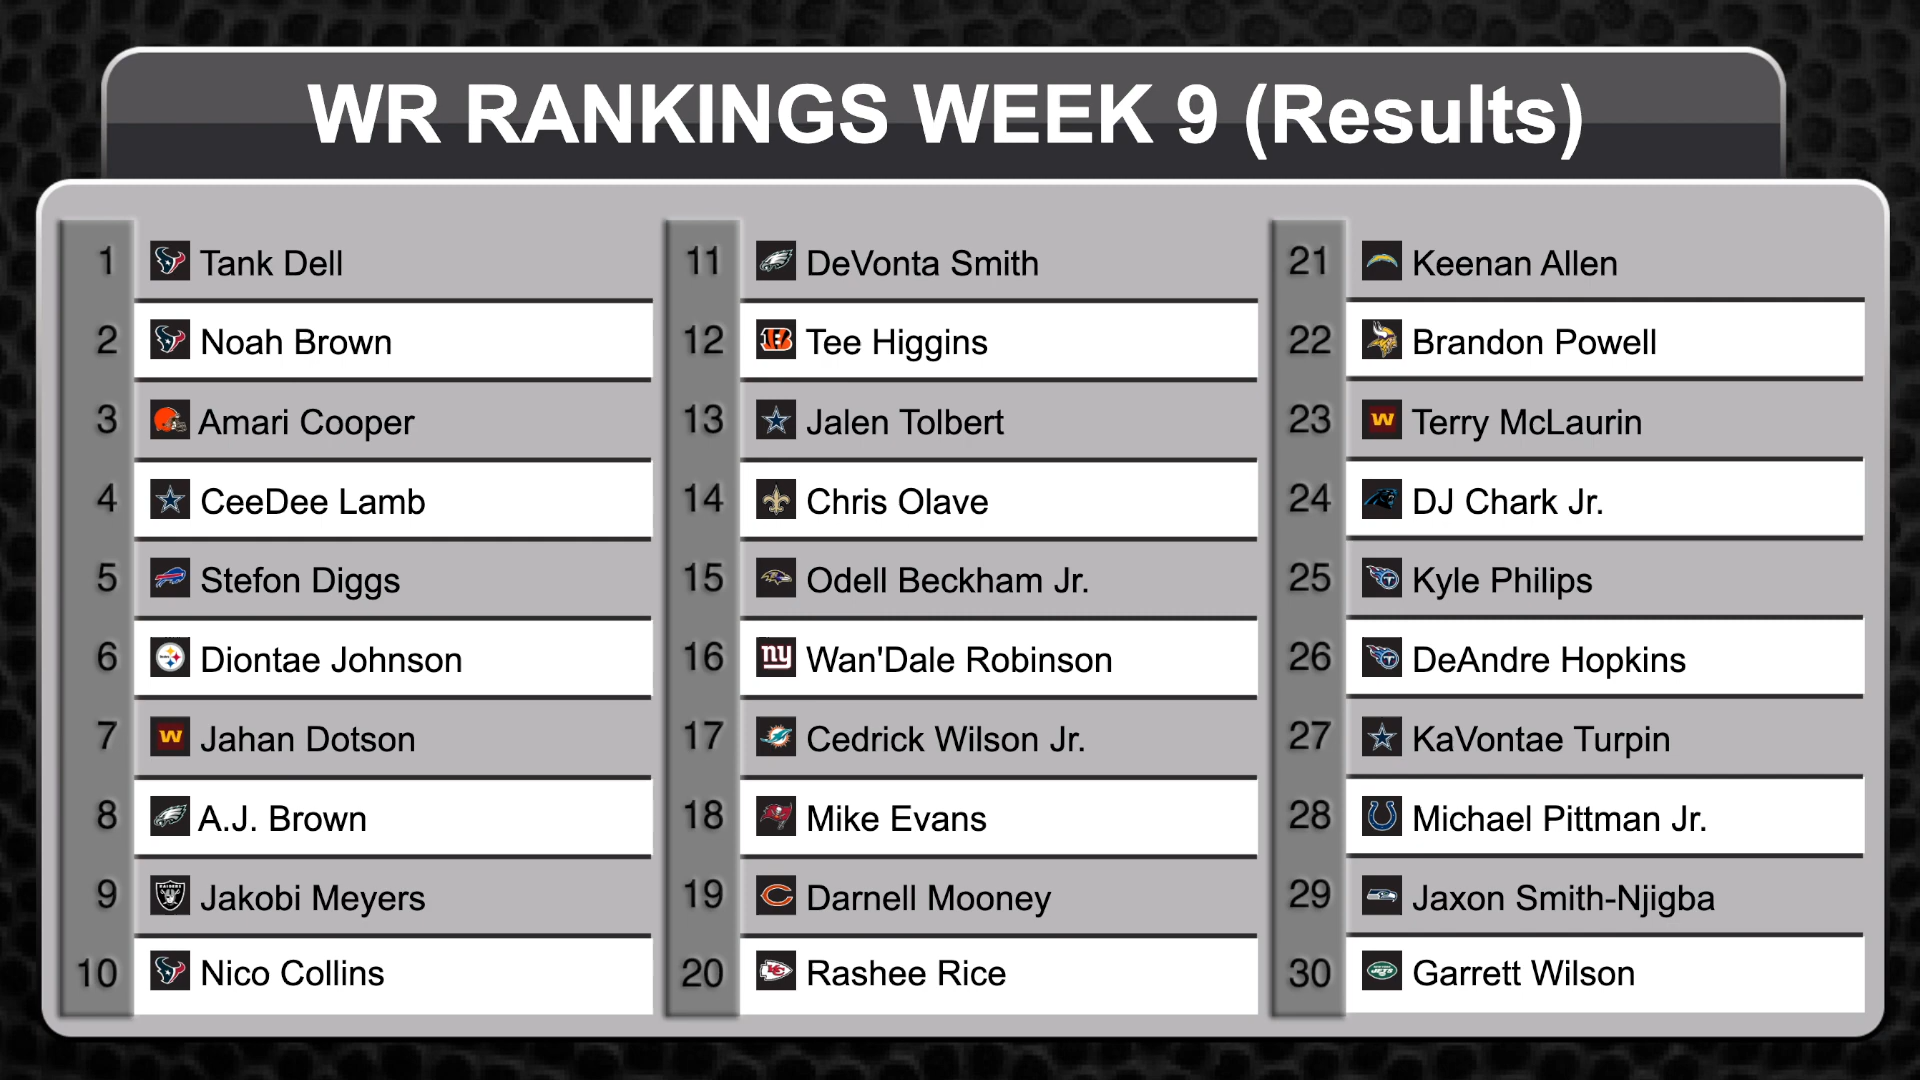 WR RANKINGS WEEK 9 (Results)
1 Tank Dell
2 Noah Brown
3 Amari Cooper
4 CeeDee Lamb
5 Stefon Diggs
6 Diontae Johnson
7 W Jahan Dotson
8 A.J. Brown
9 Jakobi Meyers
10 Nico Collins
11 DeVonta Smith
12 Tee Higgins
13 Jalen Tolbert
14 Chris Olave
15 Odell Beckham Jr.
16 ny Wan'Dale Robinson
17 Cedrick Wilson Jr.
18 Mike Evans
19 Darnell Mooney
20 Rashee Rice
21 Keenan Allen
22 Brandon Powell
23 W Terry McLaurin
24 DJ Chark Jr.
25 Kyle Philips
26 DeAndre Hopkins
27 KaVontae Turpin
28 Michael Pittman Jr.
29 Jaxon Smith-Njigba
30 Garrett Wilson